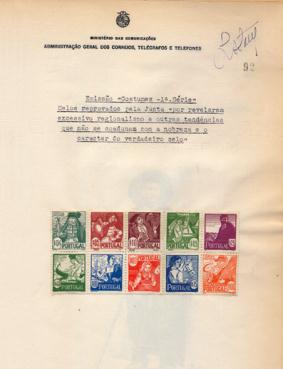 MINISTÉRIO DAS COMUNICAÇÕES
ADMINISTRAÇÃO GERAL DOS CORREIOS, TELÉGRAFOS E TELEFONES
92
Emissão "Costumes -1ª.Série"
Selos reprovados pela Junta "por revelarem
excessivo regionalismo e outras tendências
que não se coadunam com a nobreza e o
caracter do verdadeiro selo"
PORTUGAL PORTUGAL PORTUGAL PORTUGAL PORTUGAL
PORTUGAL PORTUGAL PORTUGAL PORTUGAL PORTUGAL